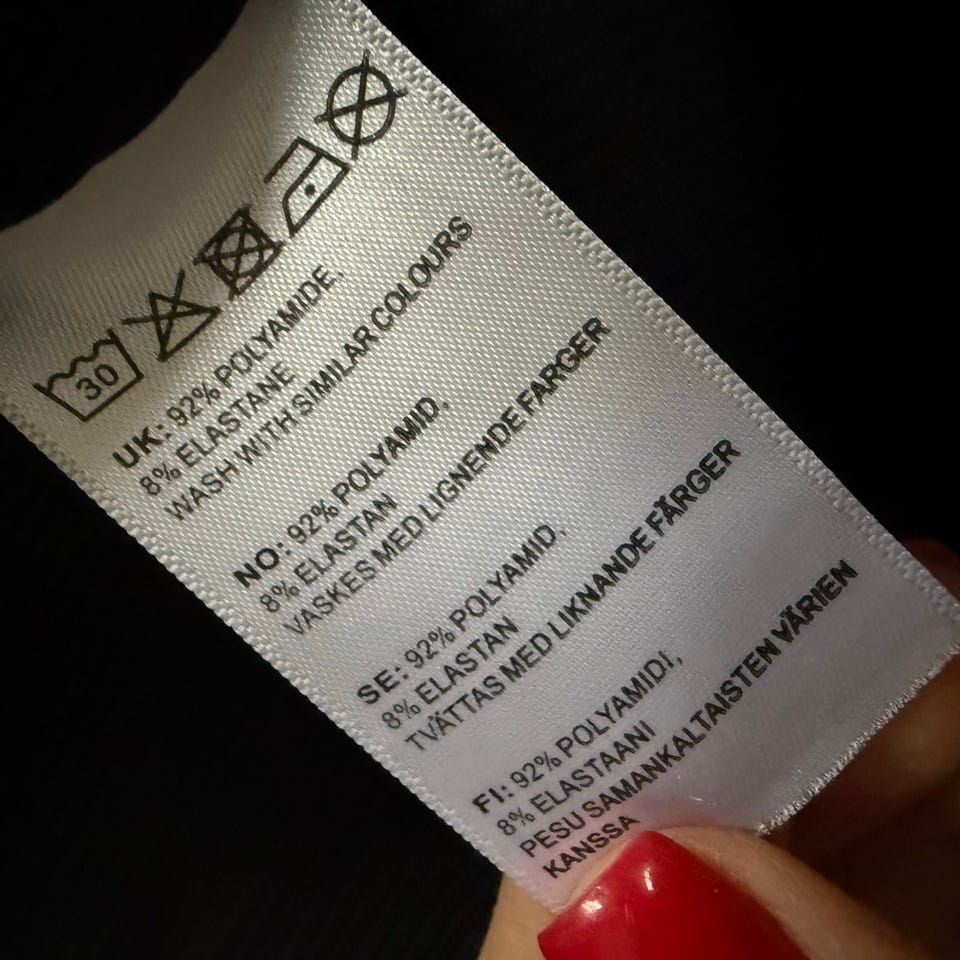 30
UK: 92% POLYAMIDE,
8% ELASTANE
WASH WITH SIMILAR COLOURS
NO: 92% POLYAMID,
8% ELASTAN
VASKES MED LIGNENDE FARGER
SE: 92% POLYAMID,
8% ELASTAN
TVÄTTAS MED LIKNANDE FÄRGER
FI: 92% POLYAMIDI,
8% ELASTAANI
PESU SAMANKALTAISTEN VÄRIEN
KANSSA